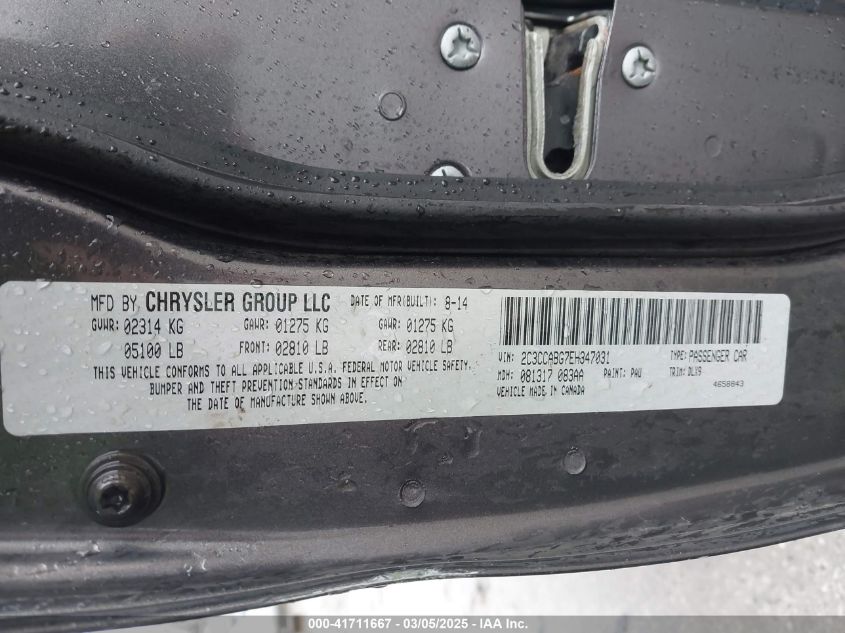 MFD BY CHRYSLER GROUP LLC DATE OF MFR(BUILT): 8-14
GVWR: 02314 KG GAWR: 01275 KG GAWR: 01275 KG
05100 LB FRONT: 02810 LB REAR: 02810 LB
THIS VEHICLE CONFORMS TO ALL APPLICABLE U.S.A. FEDERAL MOTOR VEHICLE SAFETY,
BUMPER AND THEFT PREVENTION STANDARDS IN EFFECT ON
THE DATE OF MANUFACTURE SHOWN ABOVE.
VIN: 2C3CCABG7EH347031 TYPE: PASSENGER CAR
MDH: 081317 083AA PAINT: PAU TRIM: DLX9
VEHICLE MADE IN CANADA 4658843
000-41711667 - 03/05/2025 - IAA Inc.